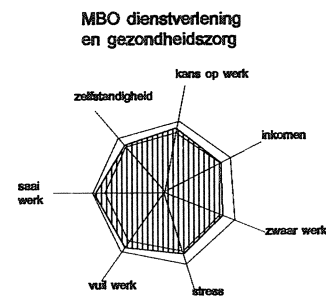 MBO dienstverlening
en gezondheidszorg
kans op werk
zelfstandigheid
inkomen
saai
werk
zwaar werk
vuil werk
stress